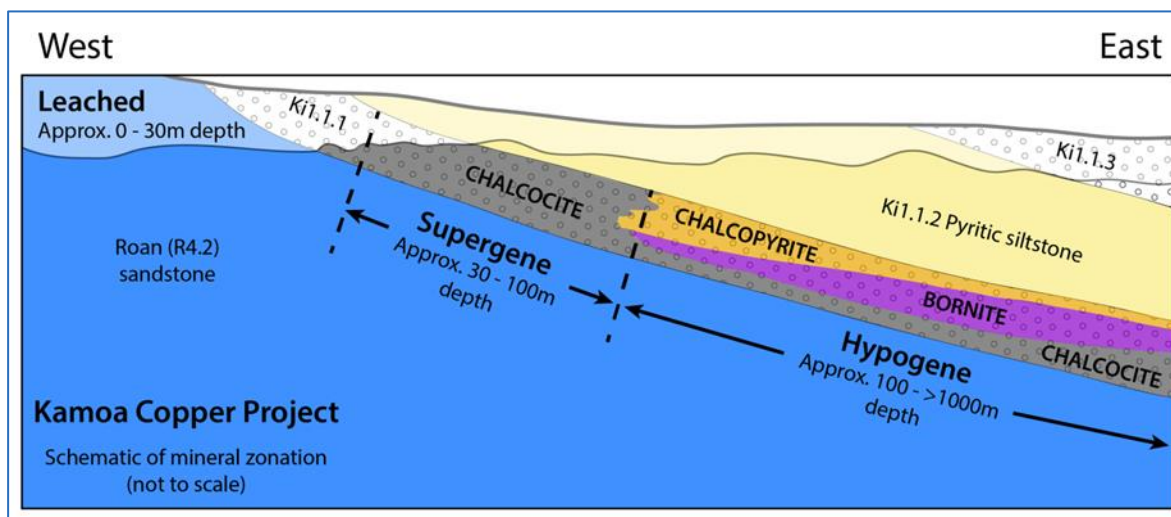 West
East
Leached
Approx. 0 - 30m depth
Ki1.1.1
Ki1.1.3
CHALCOCITE
CHALCOPYRITE
Ki1.1.2 Pyritic siltstone
Roan (R4.2)
sandstone
Supergene
Approx. 30 - 100m
depth
BORNITE
CHALCOCITE
Hypogene
Approx. 100 - >1000m
depth
Kamoa Copper Project
Schematic of mineral zonation
(not to scale)